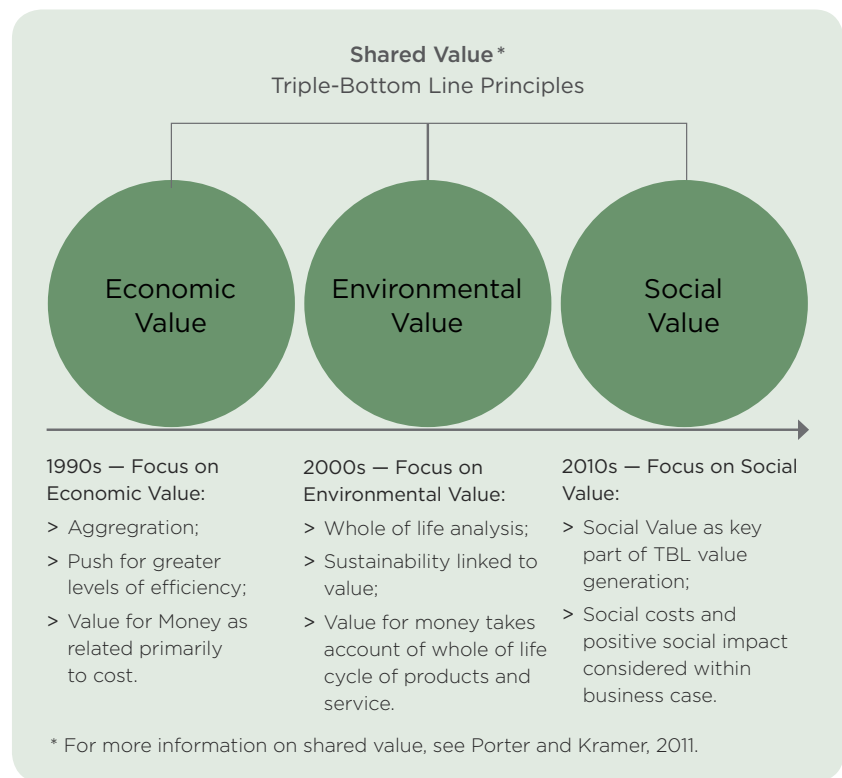 Shared Value*
Triple-Bottom Line Principles
Economic
Value
Environmental
Value
Social
Value
1990s — Focus on
Economic Value:
> Aggregration;
> Push for greater
levels of efficiency;
> Value for Money as
related primarily
to cost.
2000s — Focus on
Environmental Value:
> Whole of life analysis;
> Sustainability linked to
value;
> Value for money takes
account of whole of life
cycle of products and
service.
2010s — Focus on Social
Value:
> Social Value as key
part of TBL value
generation;
> Social costs and
positive social impact
considered within
business case.
* For more information on shared value, see Porter and Kramer, 2011.